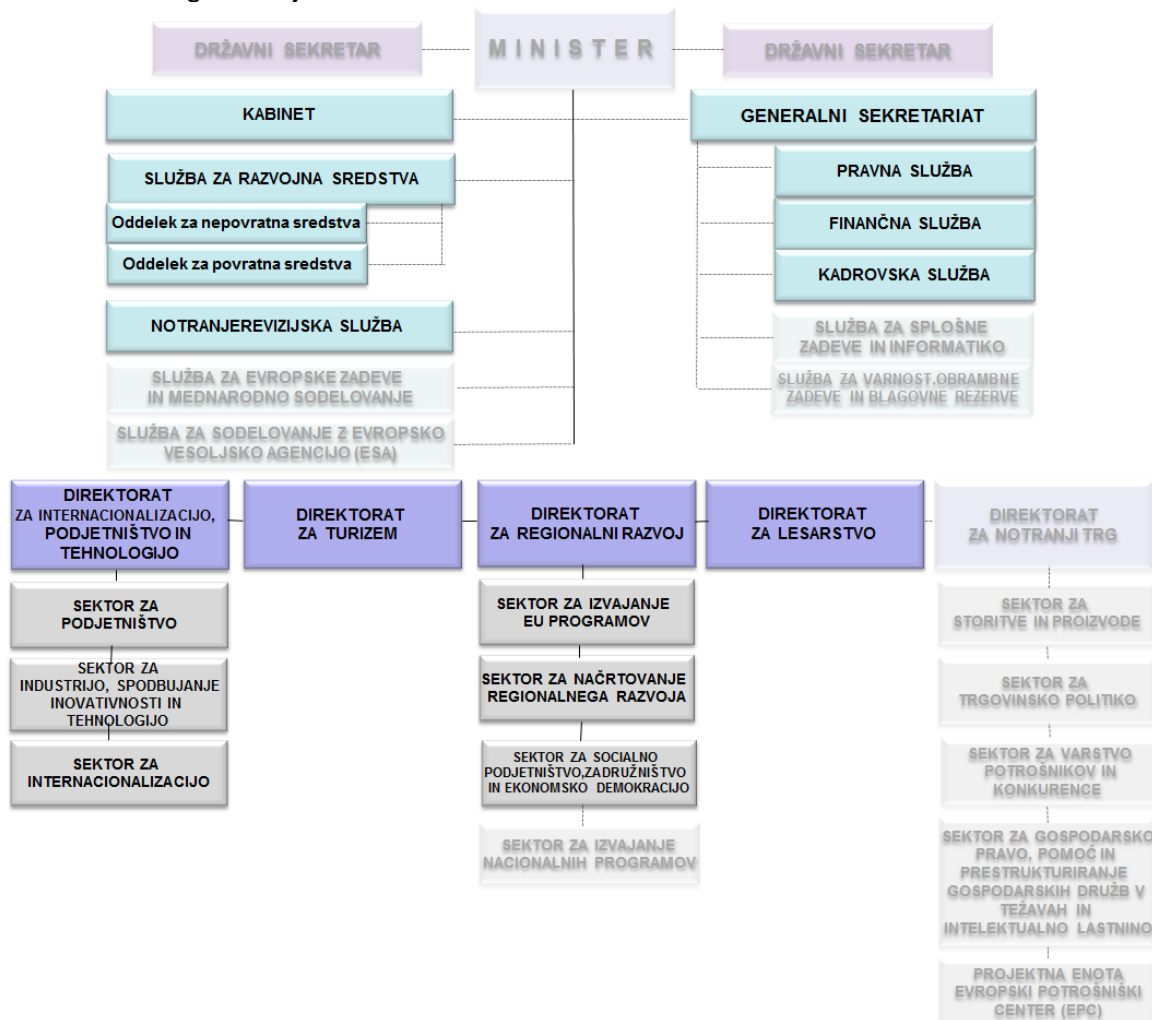 DRŽAVNI SEKRETAR
MINISTER
DRŽAVNI SEKRETAR
KABINET
GENERALNI SEKRETARIAT
SLUŽBA ZA RAZVOJNA SREDSTVA
Oddelek za nepovratna sredstva
Oddelek za povratna sredstva
NOTRANJEREVIZIJSKA SLUŽBA
SLUŽBA ZA EVROPSKE ZADEVE
IN MEDNARODNO SODELOVANJE
SLUŽBA ZA SODELOVANJE Z EVROPSKO
VESOLJSKO AGENCIJO (ESA)
PRAVNA SLUŽBA
FINANČNA SLUŽBA
KADROVSKA SLUŽBA
SLUŽBA ZA SPLOŠNE
ZADEVE IN INFORMATIKO
SLUŽBA ZA VARNOST,OBRAMBNE
ZADEVE IN BLAGOVNE REZERVE
DIREKTORAT
ZA INTERNACIONALIZACIJO,
PODJETNIŠTVO IN
TEHNOLOGIJO
DIREKTORAT
ZA TURIZEM
DIREKTORAT
ZA REGIONALNI RAZVOJ
DIREKTORAT
ZA LESARSTVO
DIREKTORAT
ZA NOTRANJI TRG
SEKTOR ZA
PODJETNIŠTVO
SEKTOR ZA
INDUSTRIJO, SPODBUJANJE
INOVATIVNOSTI IN
TEHNOLOGIJO
SEKTOR ZA
INTERNACIONALIZACIJO
SEKTOR ZA IZVAJANJE
EU PROGRAMOV
SEKTOR ZA NAČRTOVANJE
REGIONALNEGA RAZVOJA
SEKTOR ZA SOCIALNO
PODJETNIŠTVO,ZADRUŽNIŠTVO
IN EKONOMSKO DEMOKRACIJO
SEKTOR ZA IZVAJANJE
NACIONALNIH PROGRAMOV
SEKTOR ZA
STORITVE IN PROIZVODE
SEKTOR ZA
TRGOVINSKO POLITIKO
SEKTOR ZA VARSTVO
POTROŠNIKOV IN
KONKURENCE
SEKTOR ZA GOSPODARSKO
PRAVO, POMOČ IN
PRESTRUKTURIRANJE
GOSPODARSKIH DRUŽB V
TEŽAVAH IN
INTELEKTUALNO LASTNINO
PROJEKTNA ENOTA
EVROPSKI POTROŠNIŠKI
CENTER (EPC)